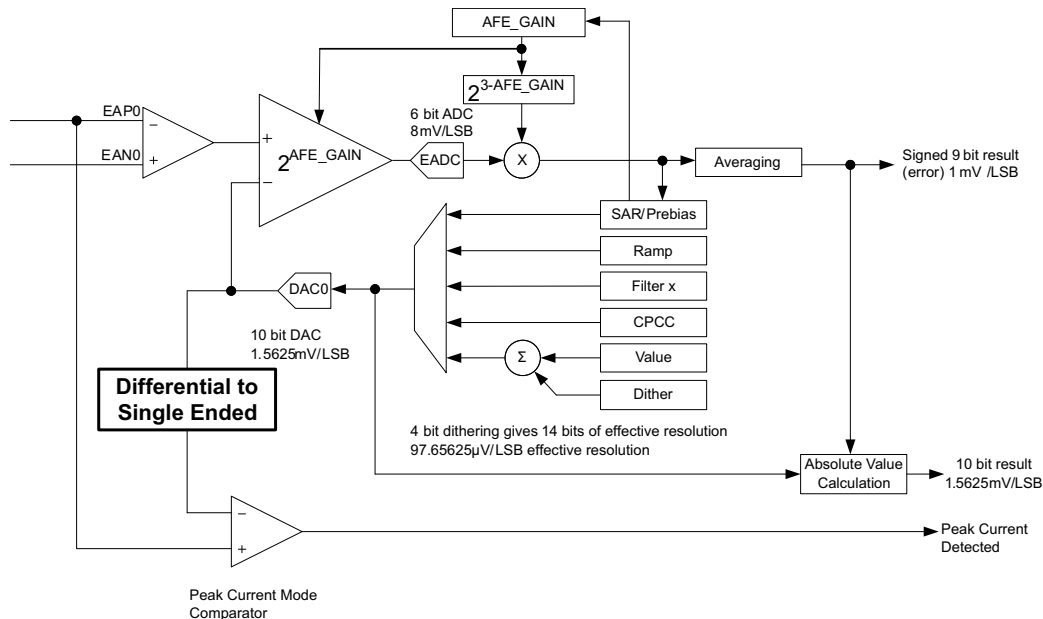 AFE_GAIN
2 3-AFE_GAIN
6 bit ADC
8mV/LSB
EAP0
EAN0
−
+
+
−
2 AFE_GAIN
EADC
X
Averaging
Signed 9 bit result
(error) 1 mV /LSB
SAR/Prebias
Ramp
Filter x
CPCC
Value
Dither
Σ
DAC0
10 bit DAC
1.5625mV/LSB
Differential to
Single Ended
4 bit dithering gives 14 bits of effective resolution
97.65625µV/LSB effective resolution
Absolute Value
Calculation
10 bit result
1.5625mV/LSB
−
+
Peak Current
Detected
Peak Current Mode
Comparator